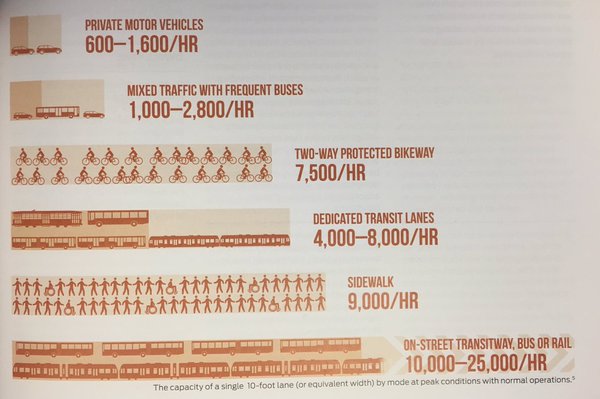 PRIVATE MOTOR VEHICLES
600–1,600/HR
MIXED TRAFFIC WITH FREQUENT BUSES
1,000–2,800/HR
TWO-WAY PROTECTED BIKEWAY
7,500/HR
DEDICATED TRANSIT LANES
4,000–8,000/HR
SIDEWALK
9,000/HR
ON-STREET TRANSITWAY, BUS OR RAIL
10,000–25,000/HR
The capacity of a single 10-foot lane (or equivalent width) by mode at peak conditions with normal operations.⁵